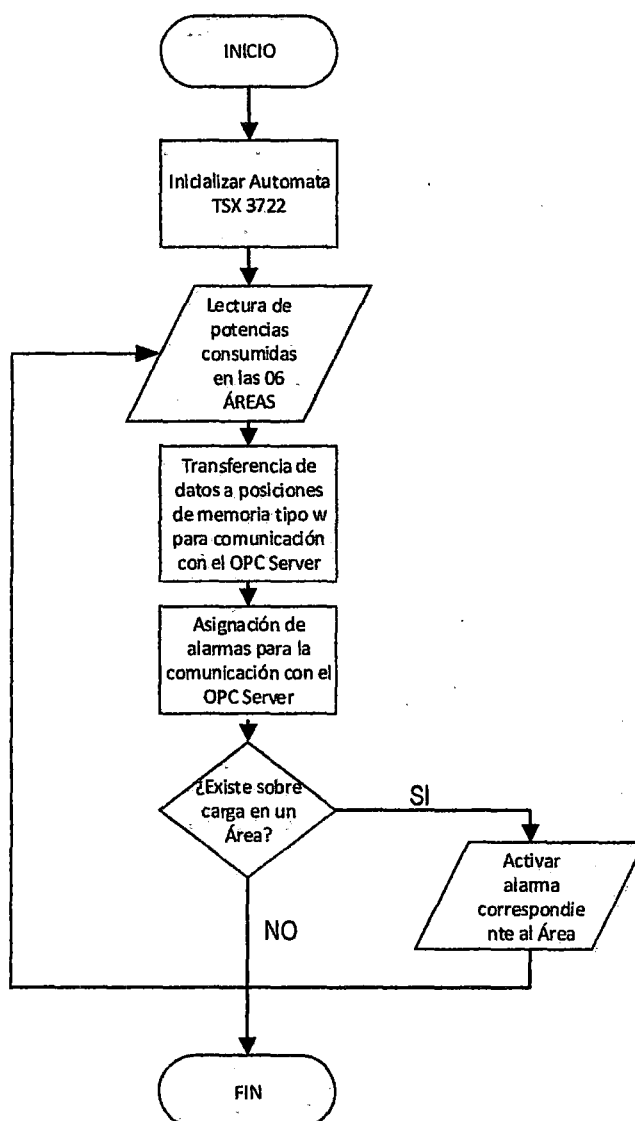 INICIO
Inicializar Automata
TSX 3722
Lectura de
potencias
consumidas
en las 06
ÁREAS
Transferencia de
datos a posiciones
de memoria tipo w
para comunicación
con el OPC Server
Asignación de
alarmas para la
comunicación con el
OPC Server
¿Existe sobre
carga en un
Área?
SI
Activar
alarma
correspondie
nte al Área
NO
FIN